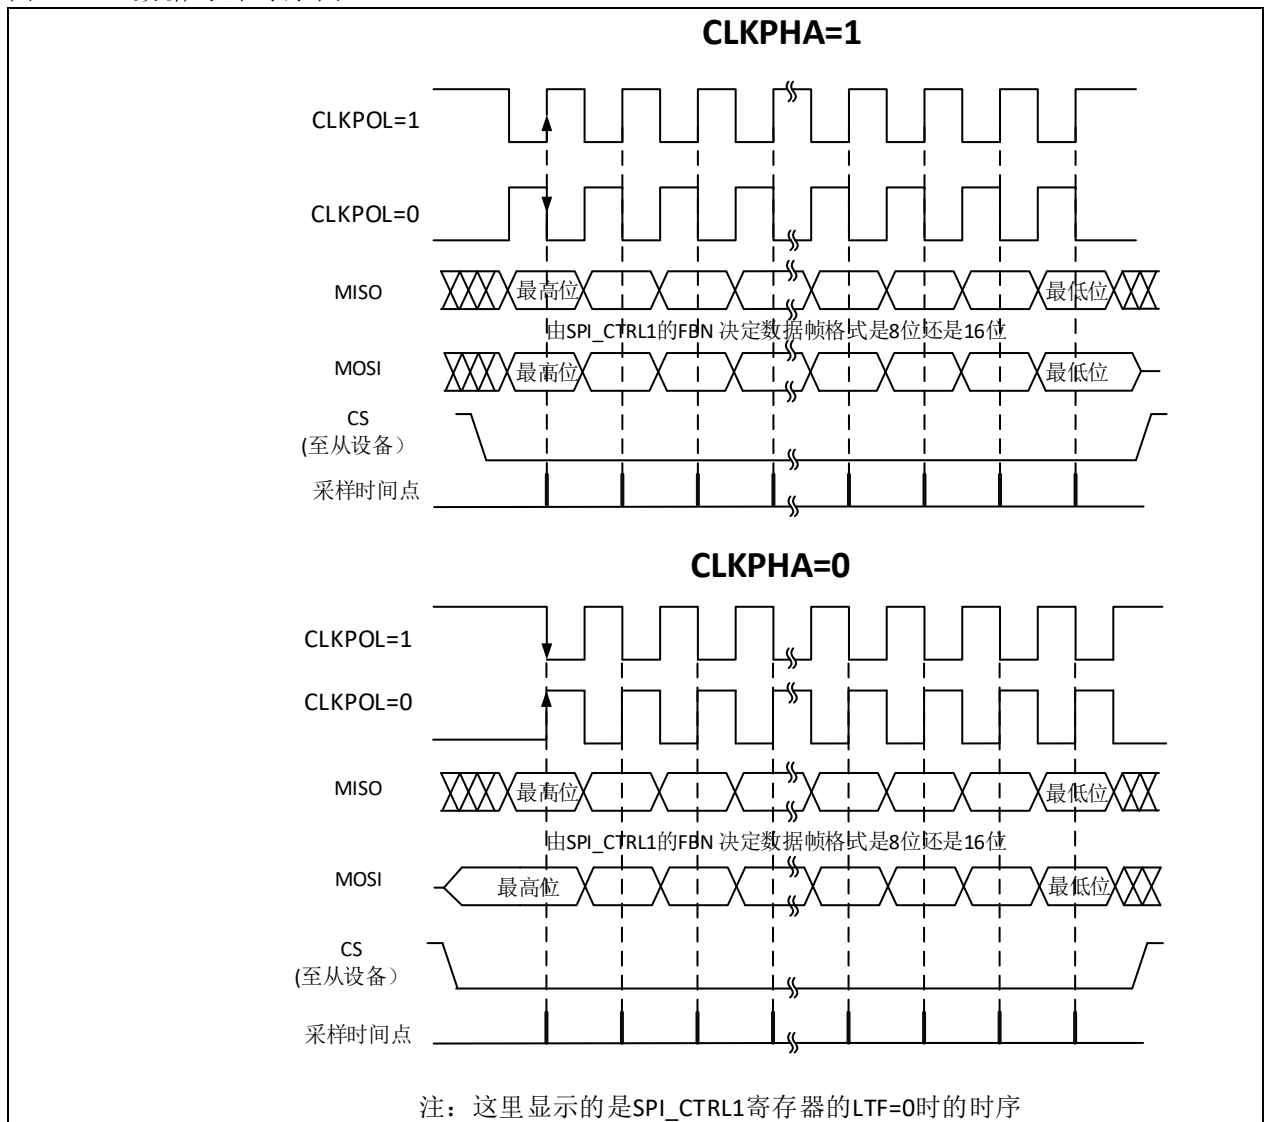 CLKPHA=1
CLKPOL=1
CLKPOL=0
MISO
最高位
最低位
由SPI_CTRL1的FBN 决定数据帧格式是8位还是16位
MOSI
最高位
最低位
CS
(至从设备）
采样时间点
CLKPHA=0
CLKPOL=1
CLKPOL=0
MISO
最高位
最低位
由SPI_CTRL1的FBN 决定数据帧格式是8位还是16位
MOSI
最高位
最低位
CS
(至从设备）
采样时间点
注：这里显示的是SPI_CTRL1寄存器的LTF=0时的时序